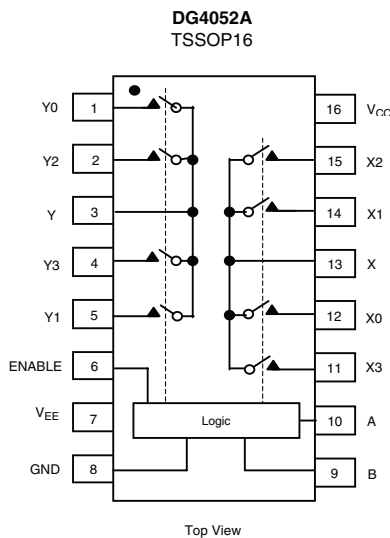 DG4052A
TSSOP16
Y0 1 16 VCC
Y2 2 15 X2
Y 3 14 X1
Y3 4 13 X
Y1 5 12 X0
ENABLE 6 11 X3
VEE 7 Logic 10 A
GND 8 9 B
Top View